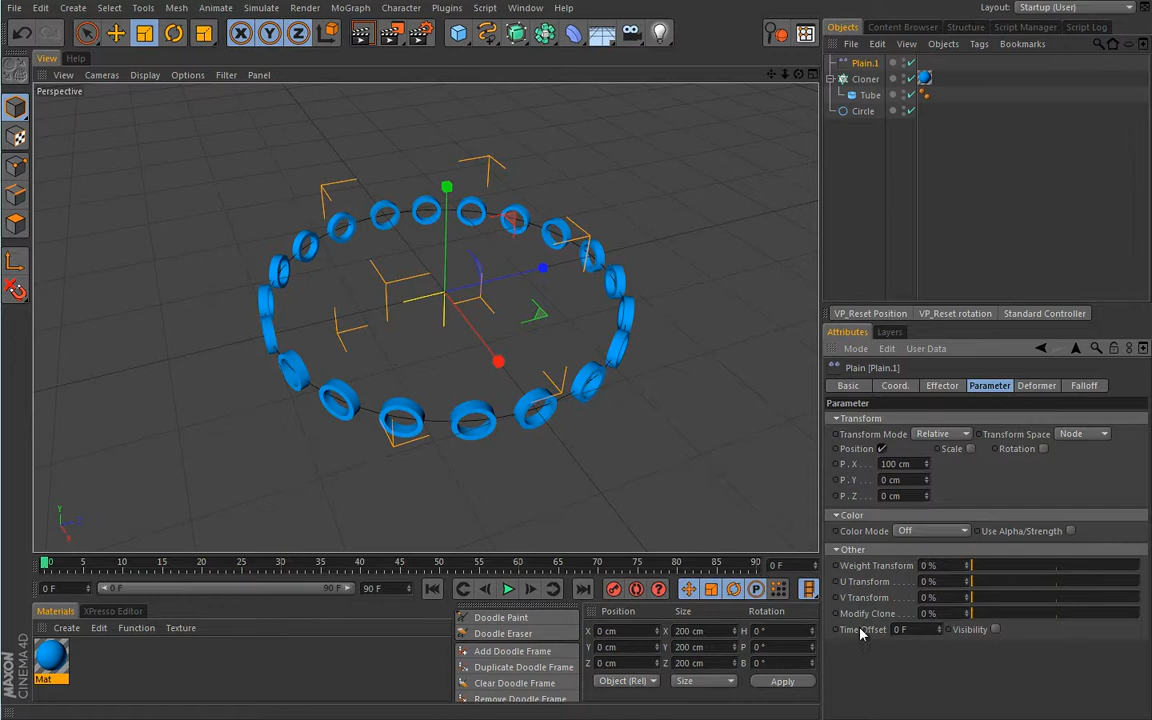 File Edit Create Select Tools Mesh Animate Simulate Render MoGraph Character Plugins Script Window Help Layout: Startup (User)
X Y Z
Objects Content Browser Structure Script Manager Script Log
File Edit View Objects Tags Bookmarks
View Help
View Cameras Display Options Filter Panel
Perspective
Plain.1
Cloner
Tube
Circle
VP_Reset Position VP_Reset rotation Standard Controller
Attributes Layers
Mode Edit User Data
Plain [Plain.1]
Basic Coord. Effector Parameter Deformer Falloff
Parameter
Transform
Transform Mode Relative Transform Space Node
Position Scale Rotation
P . X 100 cm
P . Y 0 cm
P . Z 0 cm
Color
Color Mode Off Use Alpha/Strength
Other
Weight Transform 0 %
U Transform 0 %
V Transform 0 %
Modify Clone 0 %
Time Offset 0 F Visibility
Y
X
0 5 10 15 20 25 30 35 40 45 50 55 60 65 70 75 80 85 90 0 F
0 F 0 F 90 F 90 F
P
Materials XPresso Editor
Create Edit Function Texture
Mat
Doodle Paint
Doodle Eraser
Add Doodle Frame
Duplicate Doodle Frame
Clear Doodle Frame
Remove Doodle Frame
Position Size Rotation
X 0 cm X 200 cm H 0 °
Y 0 cm Y 200 cm P 0 °
Z 0 cm Z 200 cm B 0 °
Object (Rel) Size Apply
MAXON
CINEMA 4D